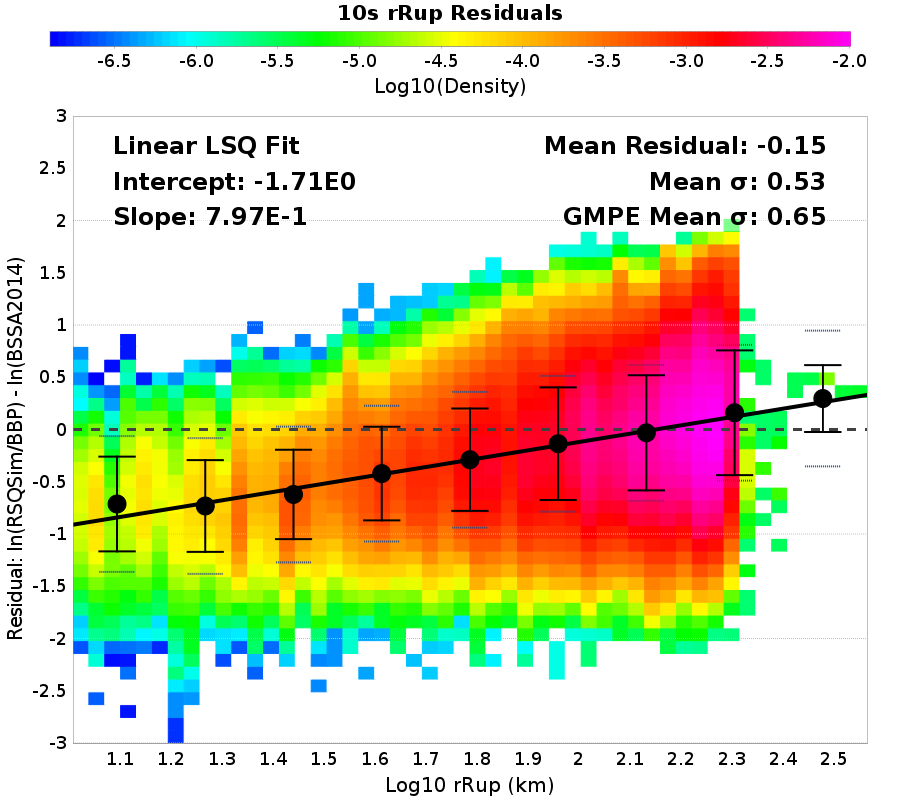 10s rRup Residuals
-6.5 -6.0 -5.5 -5.0 -4.5 -4.0 -3.5 -3.0 -2.5 -2.0
Log10(Density)
Linear LSQ Fit
Intercept: -1.71E0
Slope: 7.97E-1
Mean Residual: -0.15
Mean σ: 0.53
GMPE Mean σ: 0.65
Residual: ln(RSQSim/BBP) - ln(BSSA2014)
3
2.5
2
1.5
1
0.5
0
-0.5
-1
-1.5
-2
-2.5
-3
1.1 1.2 1.3 1.4 1.5 1.6 1.7 1.8 1.9 2 2.1 2.2 2.3 2.4 2.5
Log10 rRup (km)